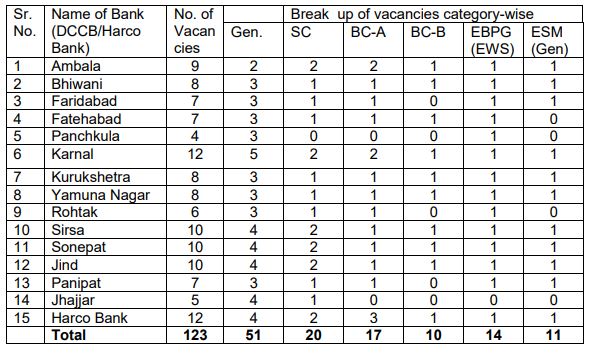 Sr. No. Name of Bank (DCCB/Harco Bank) No. of Vacan cies Break up of vacancies category-wise
Gen. SC BC-A BC-B EBPG (EWS) ESM (Gen)
1 Ambala 9 2 2 2 1 1 1
2 Bhiwani 8 3 1 1 1 1 1
3 Faridabad 7 3 1 1 0 1 1
4 Fatehabad 7 3 1 1 1 1 0
5 Panchkula 4 3 0 0 0 1 0
6 Karnal 12 5 2 2 1 1 1
7 Kurukshetra 8 3 1 1 1 1 1
8 Yamuna Nagar 8 3 1 1 1 1 1
9 Rohtak 6 3 1 1 0 1 0
10 Sirsa 10 4 2 1 1 1 1
11 Sonepat 10 4 2 1 1 1 1
12 Jind 10 4 2 1 1 1 1
13 Panipat 7 3 1 1 0 1 1
14 Jhajjar 5 4 1 0 0 0 0
15 Harco Bank 12 4 2 3 1 1 1
Total 123 51 20 17 10 14 11